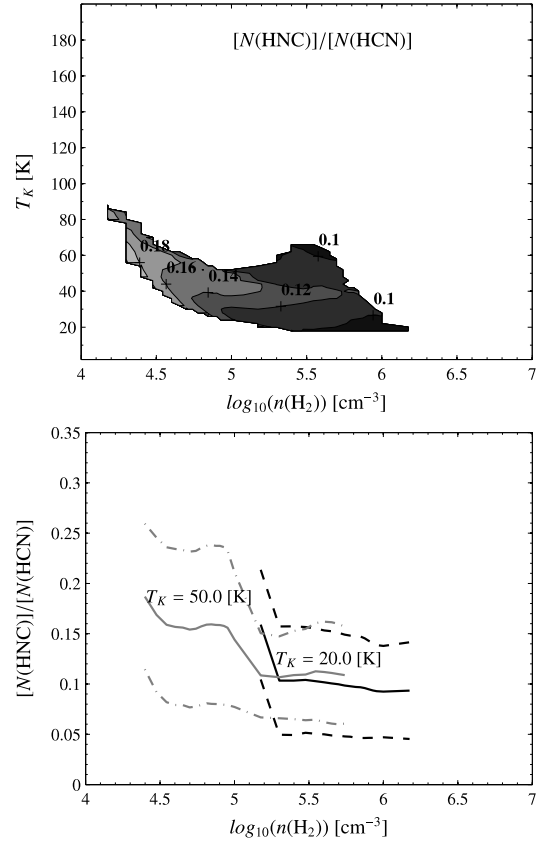 [N(HNC)]/[N(HCN)]
180
160
140
120
100
80
60
40
20
T_K [K]
0.18
0.16
0.14
0.12
0.1
0.1
4 4.5 5 5.5 6 6.5 7
log₁₀(n(H₂)) [cm⁻³]
0.35
0.3
0.25
0.2
0.15
0.1
0.05
0
[N(HNC)]/[N(HCN)]
T_K = 50.0 [K]
T_K = 20.0 [K]
4 4.5 5 5.5 6 6.5 7
log₁₀(n(H₂)) [cm⁻³]